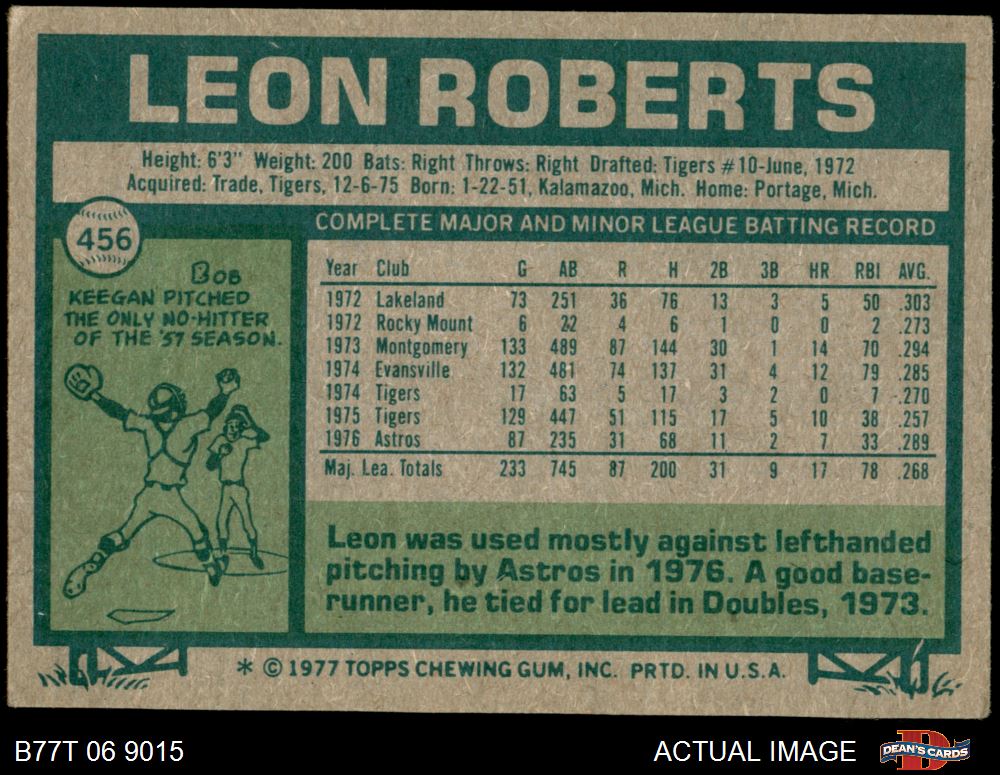 LEON ROBERTS
Height: 6'3" Weight: 200 Bats: Right Throws: Right Drafted: Tigers #10-June, 1972
Acquired: Trade, Tigers, 12-6-75 Born: 1-22-51, Kalamazoo, Mich. Home: Portage, Mich.
456
BOB
KEEGAN PITCHED
THE ONLY NO-HITTER
OF THE '57 SEASON.
COMPLETE MAJOR AND MINOR LEAGUE BATTING RECORD
Year Club G AB R H 2B 3B HR RBI AVG.
1972 Lakeland 73 251 36 76 13 3 5 50 .303
1972 Rocky Mount 6 22 4 6 1 0 0 2 .273
1973 Montgomery 133 489 87 144 30 1 14 70 .294
1974 Evansville 132 481 74 137 31 4 12 79 .285
1974 Tigers 17 63 5 17 3 2 0 7 .270
1975 Tigers 129 447 51 115 17 5 10 38 .257
1976 Astros 87 235 31 68 11 2 7 33 .289
Maj. Lea. Totals 233 745 87 200 31 9 17 78 .268
Leon was used mostly against lefthanded
pitching by Astros in 1976. A good base-
runner, he tied for lead in Doubles, 1973.
* © 1977 TOPPS CHEWING GUM, INC. PRTD. IN U.S.A.
B77T 06 9015
ACTUAL IMAGE
D
DEAN'S CARDS